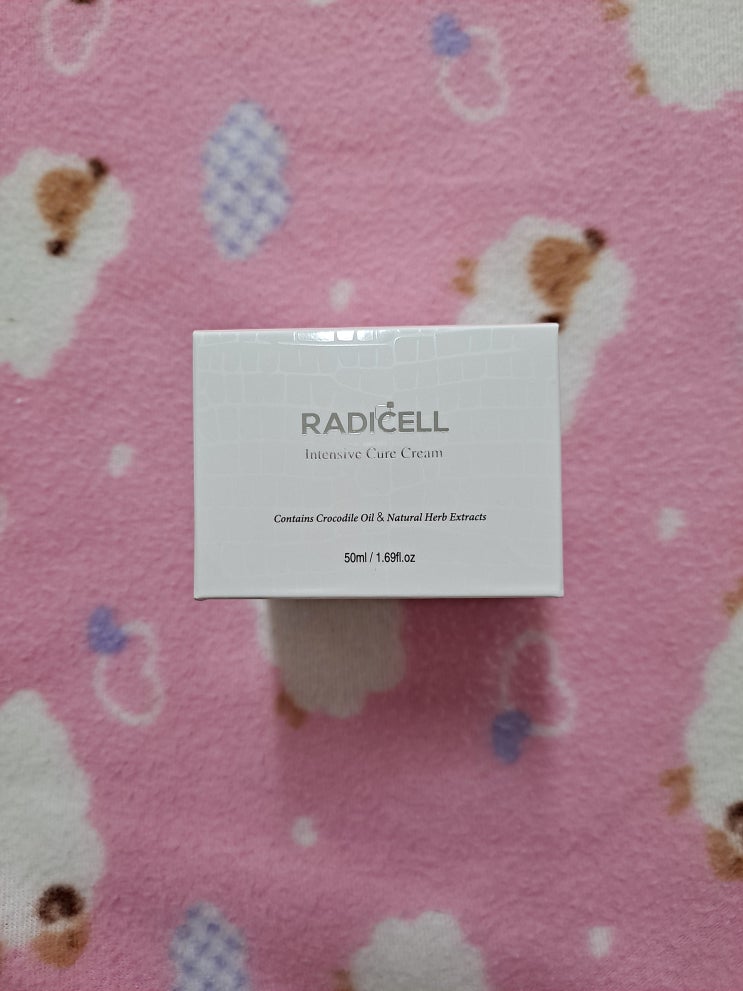 RADICELL
Intensive Cure Cream
Contains Crocodile Oil & Natural Herb Extracts
50ml / 1.69fl.oz